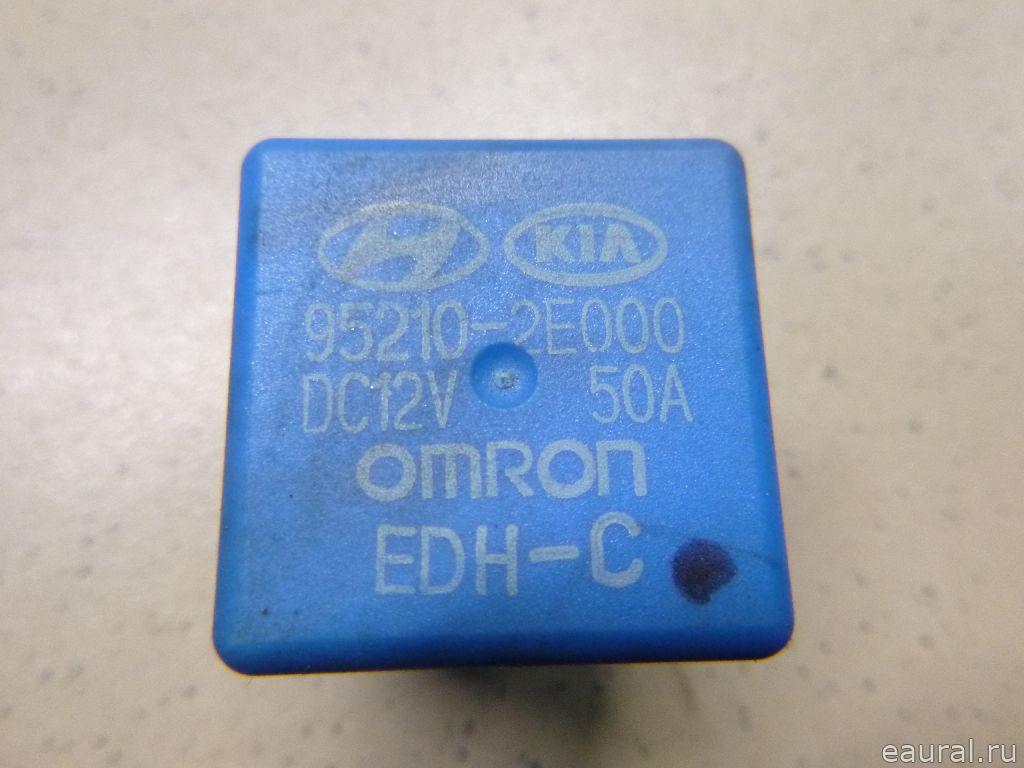 KIA
95210-2E000
DC12V 50A
OMRON
EDH-C
eaural.ru